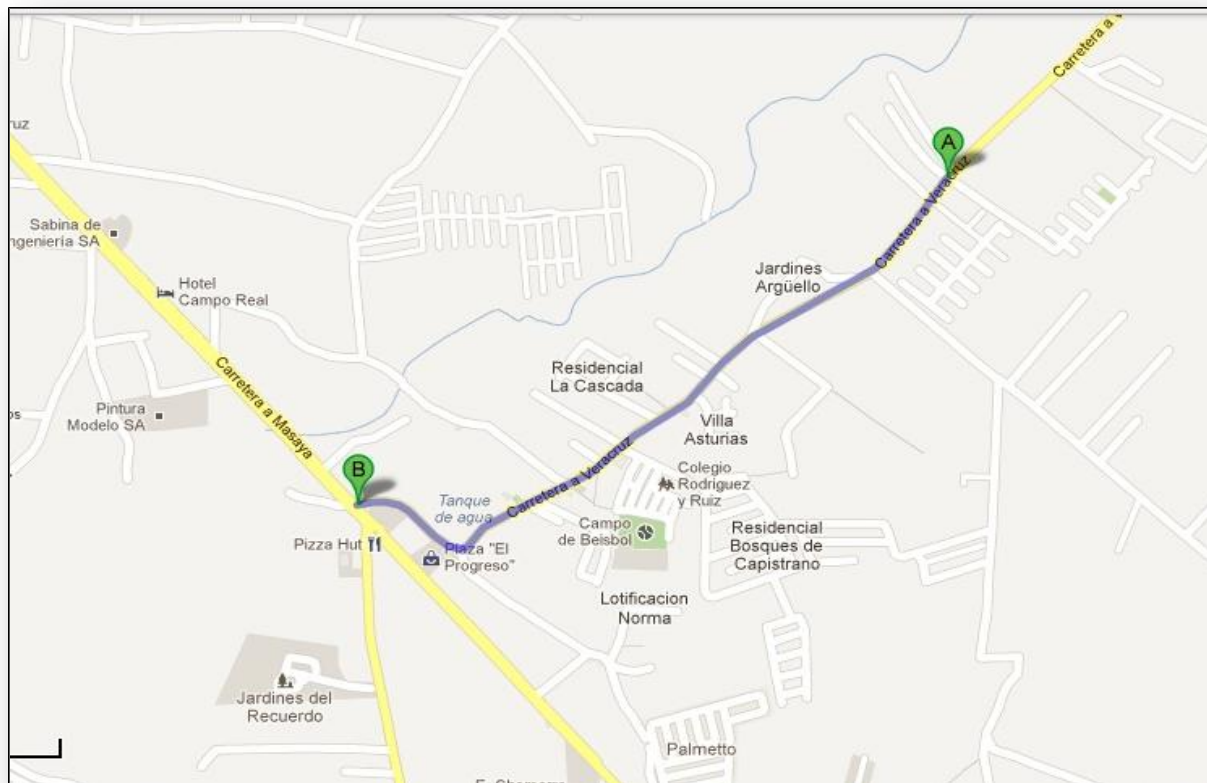 Carretera a
A
Carretera a Veracruz
uz
Sabina de
ngeniería SA
Hotel
Campo Real
Jardines
Argüello
Residencial
La Cascada
Carretera a Masaya
Pintura
Modelo SA
os
Villa
Asturias
Carretera a Veracruz
Colegio
Rodriguez
y Ruiz
B
Tanque
de agua
Campo
de Beisbol
Residencial
Bosques de
Capistrano
Pizza Hut
Plaza "El
Progreso"
Lotificacion
Norma
Jardines del
Recuerdo
Palmetto